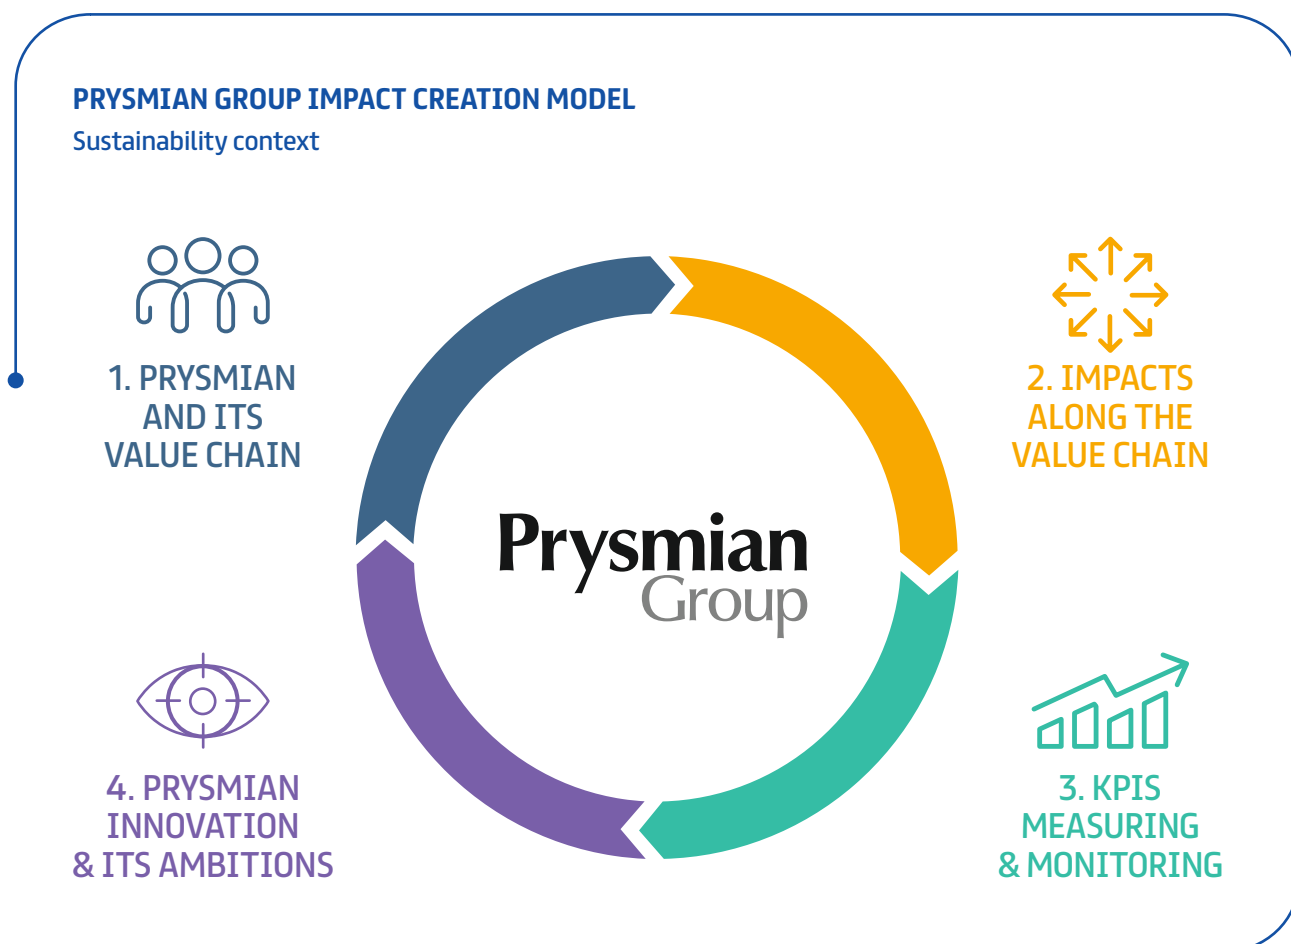 PRYSMIAN GROUP IMPACT CREATION MODEL
Sustainability context
1. PRYSMIAN
AND ITS
VALUE CHAIN
2. IMPACTS
ALONG THE
VALUE CHAIN
Prysmian
Group
4. PRYSMIAN
INNOVATION
& ITS AMBITIONS
3. KPIS
MEASURING
& MONITORING